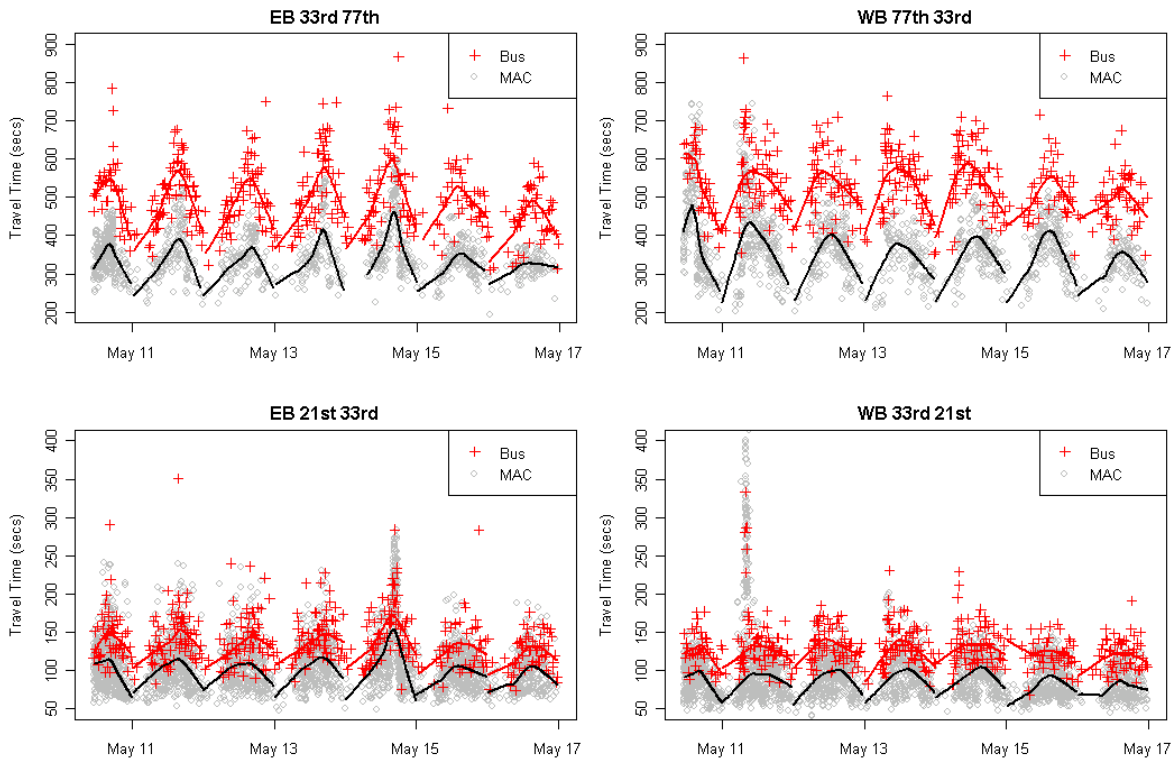 EB 33rd 77th
Travel Time (secs)
900
800
700
600
500
400
300
200
Bus
MAC
May 11
May 13
May 15
May 17
WB 77th 33rd
Travel Time (secs)
900
800
700
600
500
400
300
200
Bus
MAC
May 11
May 13
May 15
May 17
EB 21st 33rd
Travel Time (secs)
400
350
300
250
200
150
100
50
Bus
MAC
May 11
May 13
May 15
May 17
WB 33rd 21st
Travel Time (secs)
400
350
300
250
200
150
100
50
Bus
MAC
May 11
May 13
May 15
May 17